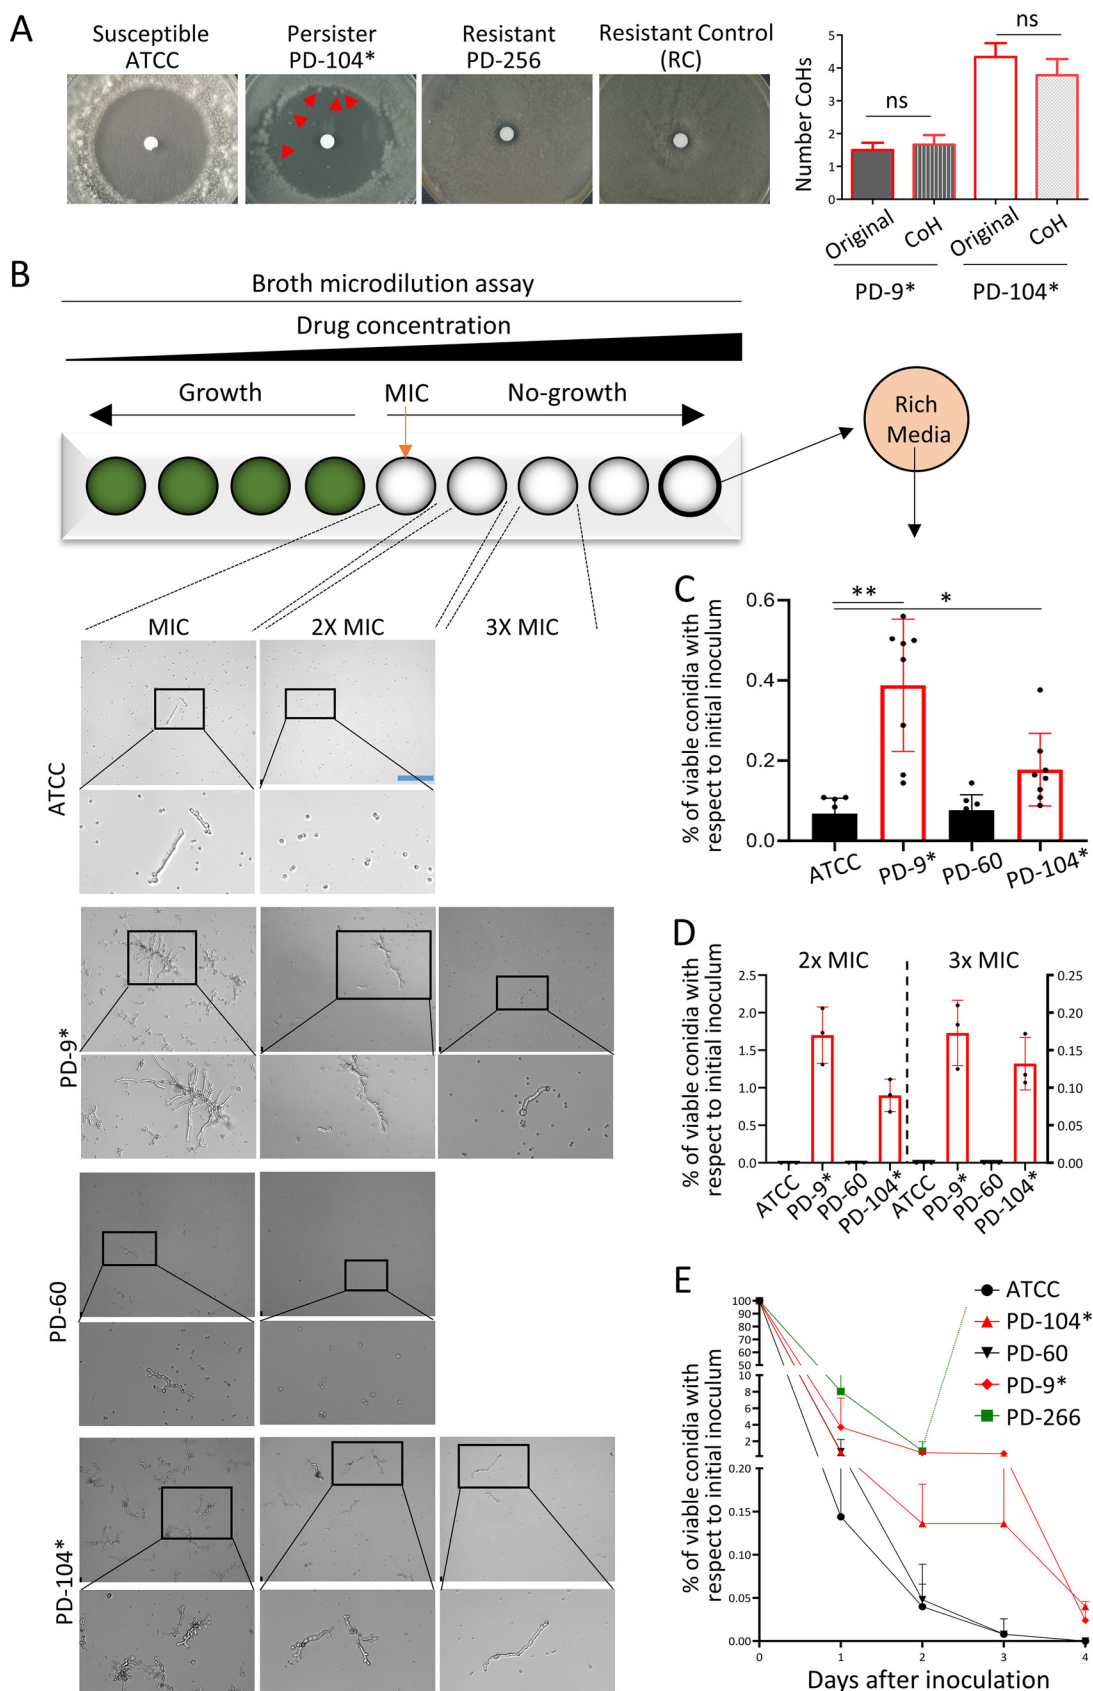 A
Susceptible
ATCC
Persister
PD-104*
Resistant
PD-256
Resistant Control
(RC)
ns
ns
Number CoHs
5
4
3
2
1
0
Original
CoH
Original
CoH
PD-9*
PD-104*
B
Broth microdilution assay
Drug concentration
Growth
MIC
No-growth
Rich
Media
MIC
2X MIC
3X MIC
ATCC
PD-9*
PD-60
PD-104*
C
% of viable conidia with
respect to initial inoculum
0.6
0.4
0.2
0.0
**
*
ATCC
PD-9*
PD-60
PD-104*
D
2x MIC
3x MIC
% of viable conidia with
respect to initial inoculum
2.5
2.0
1.5
1.0
0.5
0.0
0.25
0.20
0.15
0.10
0.05
0.00
ATCC
PD-9*
PD-60
PD-104*
ATCC
PD-9*
PD-60
PD-104*
E
ATCC
PD-104*
PD-60
PD-9*
PD-266
% of viable conidia with
respect to initial inoculum
100
90
80
70
60
50
10
8
6
4
2
0.20
0.15
0.10
0.05
0.00
0
1
2
3
4
Days after inoculation